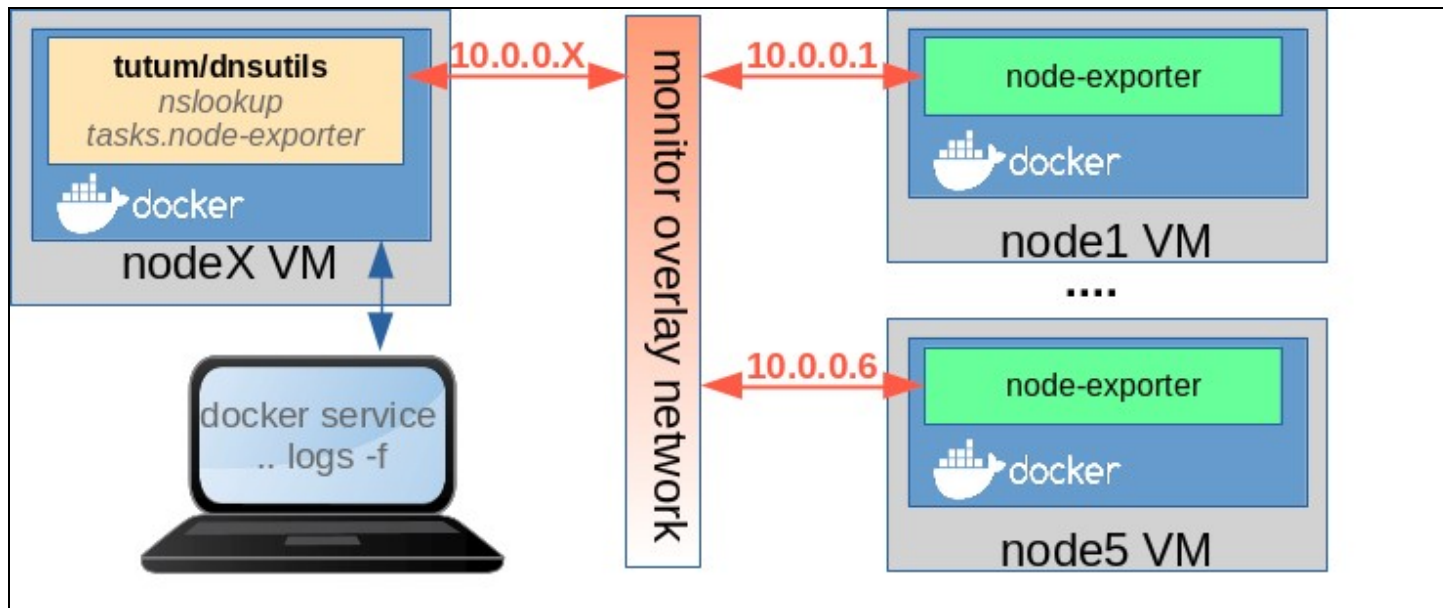 tutum/dnsutils
nslookup
tasks.node-exporter
docker
nodeX VM
10.0.0.X
docker service
.. logs -f
monitor overlay network
10.0.0.1
node-exporter
docker
node1 VM
....
10.0.0.6
node-exporter
docker
node5 VM